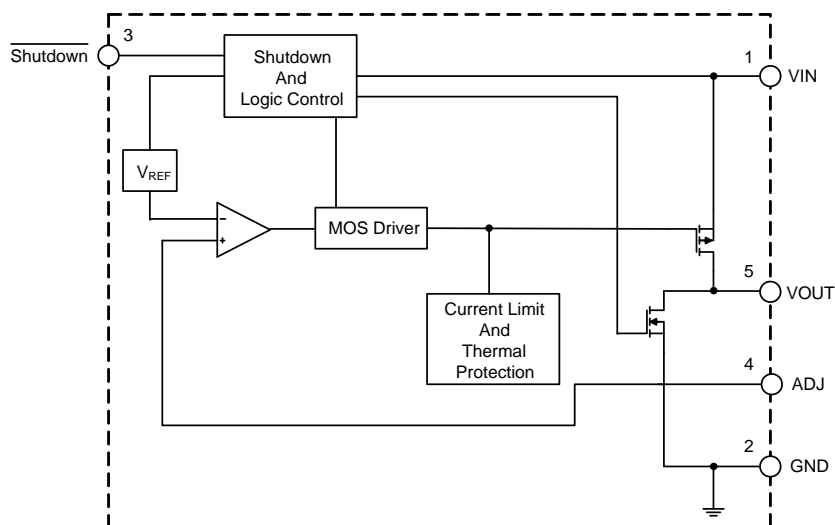 3
Shutdown
Shutdown
And
Logic Control
1
VIN
VREF
−
+
MOS Driver
5
VOUT
Current Limit
And
Thermal
Protection
4
ADJ
2
GND